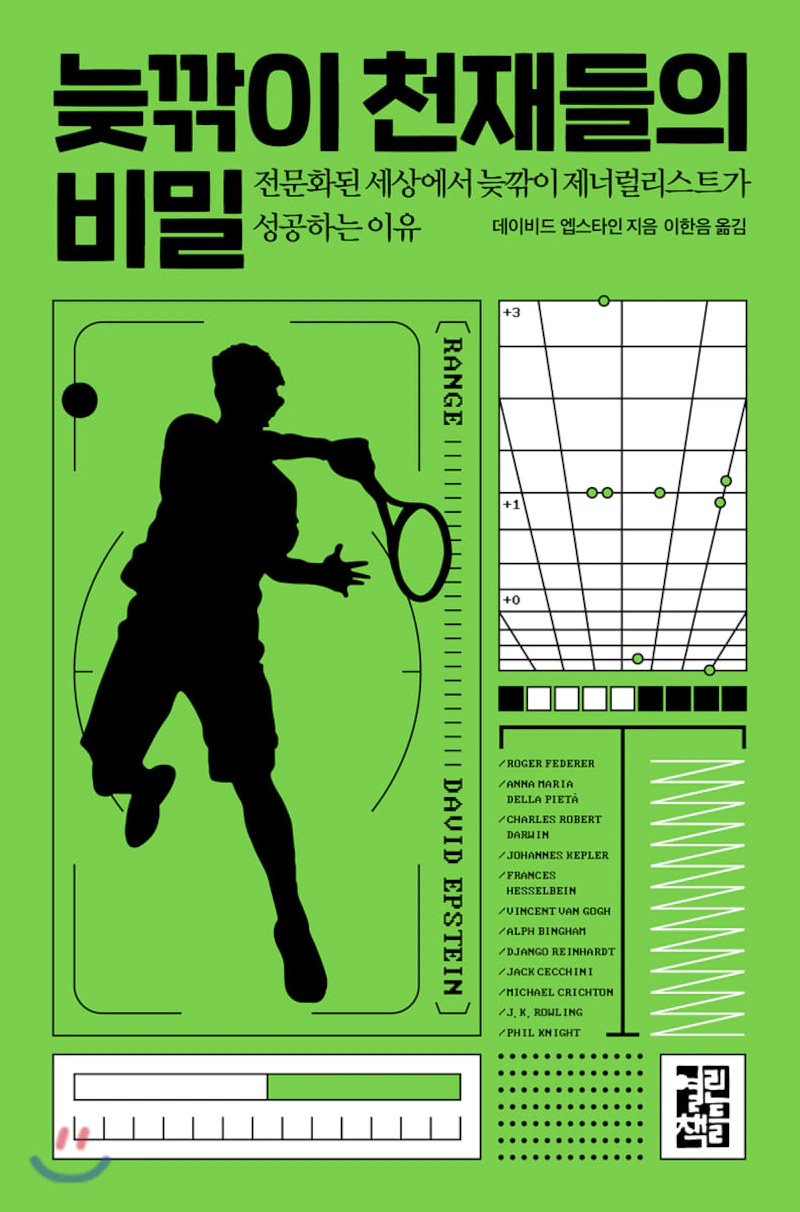 늦깎이 천재들의
비밀
전문화된 세상에서 늦깎이 제너럴리스트가
성공하는 이유
데이비드 엡스타인 지음 이한음 옮김
RANGE
DAVID EPSTEIN
+3
+1
+0
/ROGER FEDERER
/ANNA MARIA
DELLA PIETÀ
/CHARLES ROBERT
DARWIN
/JOHANNES KEPLER
/FRANCES
HESSELBEIN
/VINCENT VAN GOGH
/ALPH BINGHAM
/DJANGO REINHARDT
/JACK CECCHINI
/MICHAEL CRICHTON
/J. K. ROWLING
/PHIL KNIGHT
열린책들